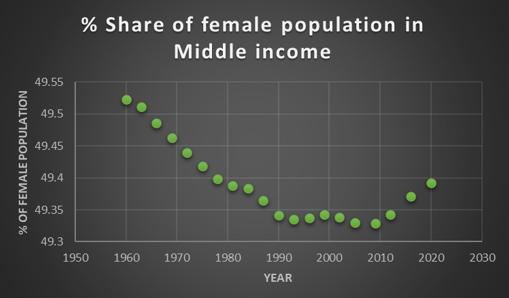 % Share of female population in
Middle income
% OF FEMALE POPULATION
49.55
49.5
49.45
49.4
49.35
49.3
1950 1960 1970 1980 1990 2000 2010 2020 2030
YEAR